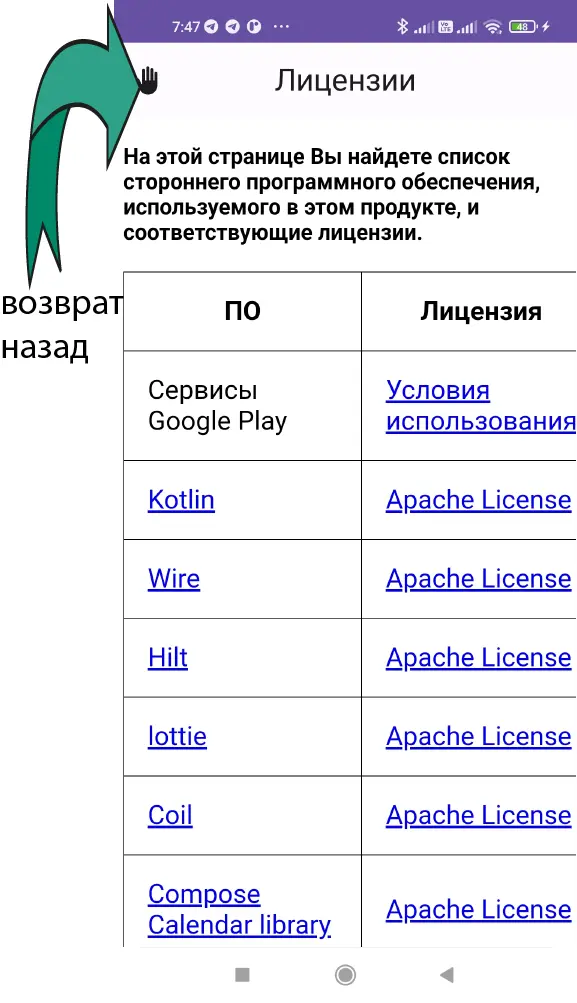 7:47
Vo LTE
48
Лицензии
На этой странице Вы найдете список
стороннего программного обеспечения,
используемого в этом продукте, и
соответствующие лицензии.
возврат
назад
ПО Лицензия
Сервисы
Google Play
Условия
использования
Kotlin Apache License
Wire Apache License
Hilt Apache License
lottie Apache License
Coil Apache License
Compose
Calendar library
Apache License